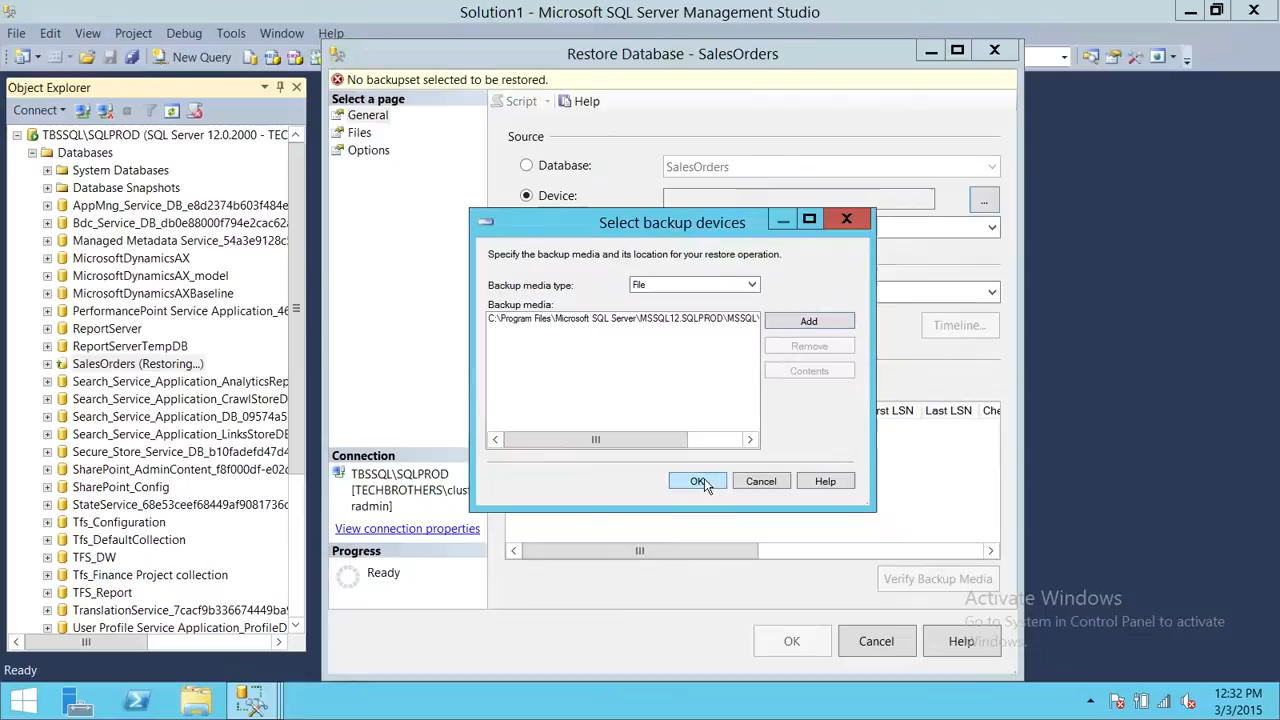 Solution1 - Microsoft SQL Server Management Studio
File Edit View Project Debug Tools Window Help
New Query
Object Explorer
Connect
TBSSQL\SQLPROD (SQL Server 12.0.2000 - TEC
Databases
System Databases
Database Snapshots
AppMng_Service_DB_e8d2374b603f484e
Bdc_Service_DB_db0e88000f794e2cac62
Managed Metadata Service_54a3e9128c
MicrosoftDynamicsAX
MicrosoftDynamicsAX_model
MicrosoftDynamicsAXBaseline
PerformancePoint Service Application_46
ReportServer
ReportServerTempDB
SalesOrders (Restoring...)
Search_Service_Application_AnalyticsRep
Search_Service_Application_CrawlStoreD
Search_Service_Application_DB_09574a5
Search_Service_Application_LinksStoreDB
Secure_Store_Service_DB_b10fadefd47d4
SharePoint_AdminContent_f8f000df-e02
SharePoint_Config
StateService_68e53ceef68449af9081736c
Tfs_Configuration
Tfs_DefaultCollection
TFS_DW
Tfs_Finance Project collection
TFS_Report
TranslationService_7cacf9b336674449ba9
User Profile Service Application_ProfileD
Ready
Restore Database - SalesOrders
No backupset selected to be restored.
Select a page
General
Files
Options
Script Help
Source
Database: SalesOrders
Device: ...
Timeline...
rst LSN Last LSN Che
Connection
TBSSQL\SQLPROD
[TECHBROTHERS\clust
radmin]
View connection properties
Progress
Ready
Verify Backup Media
OK Cancel Help
Select backup devices
Specify the backup media and its location for your restore operation.
Backup media type: File
Backup media:
C:\Program Files\Microsoft SQL Server\MSSQL12.SQLPROD\MSSQL\
Add
Remove
Contents
OK Cancel Help
Activate Windows
Go to System in Control Panel to activate
Windows.
12:32 PM
3/3/2015